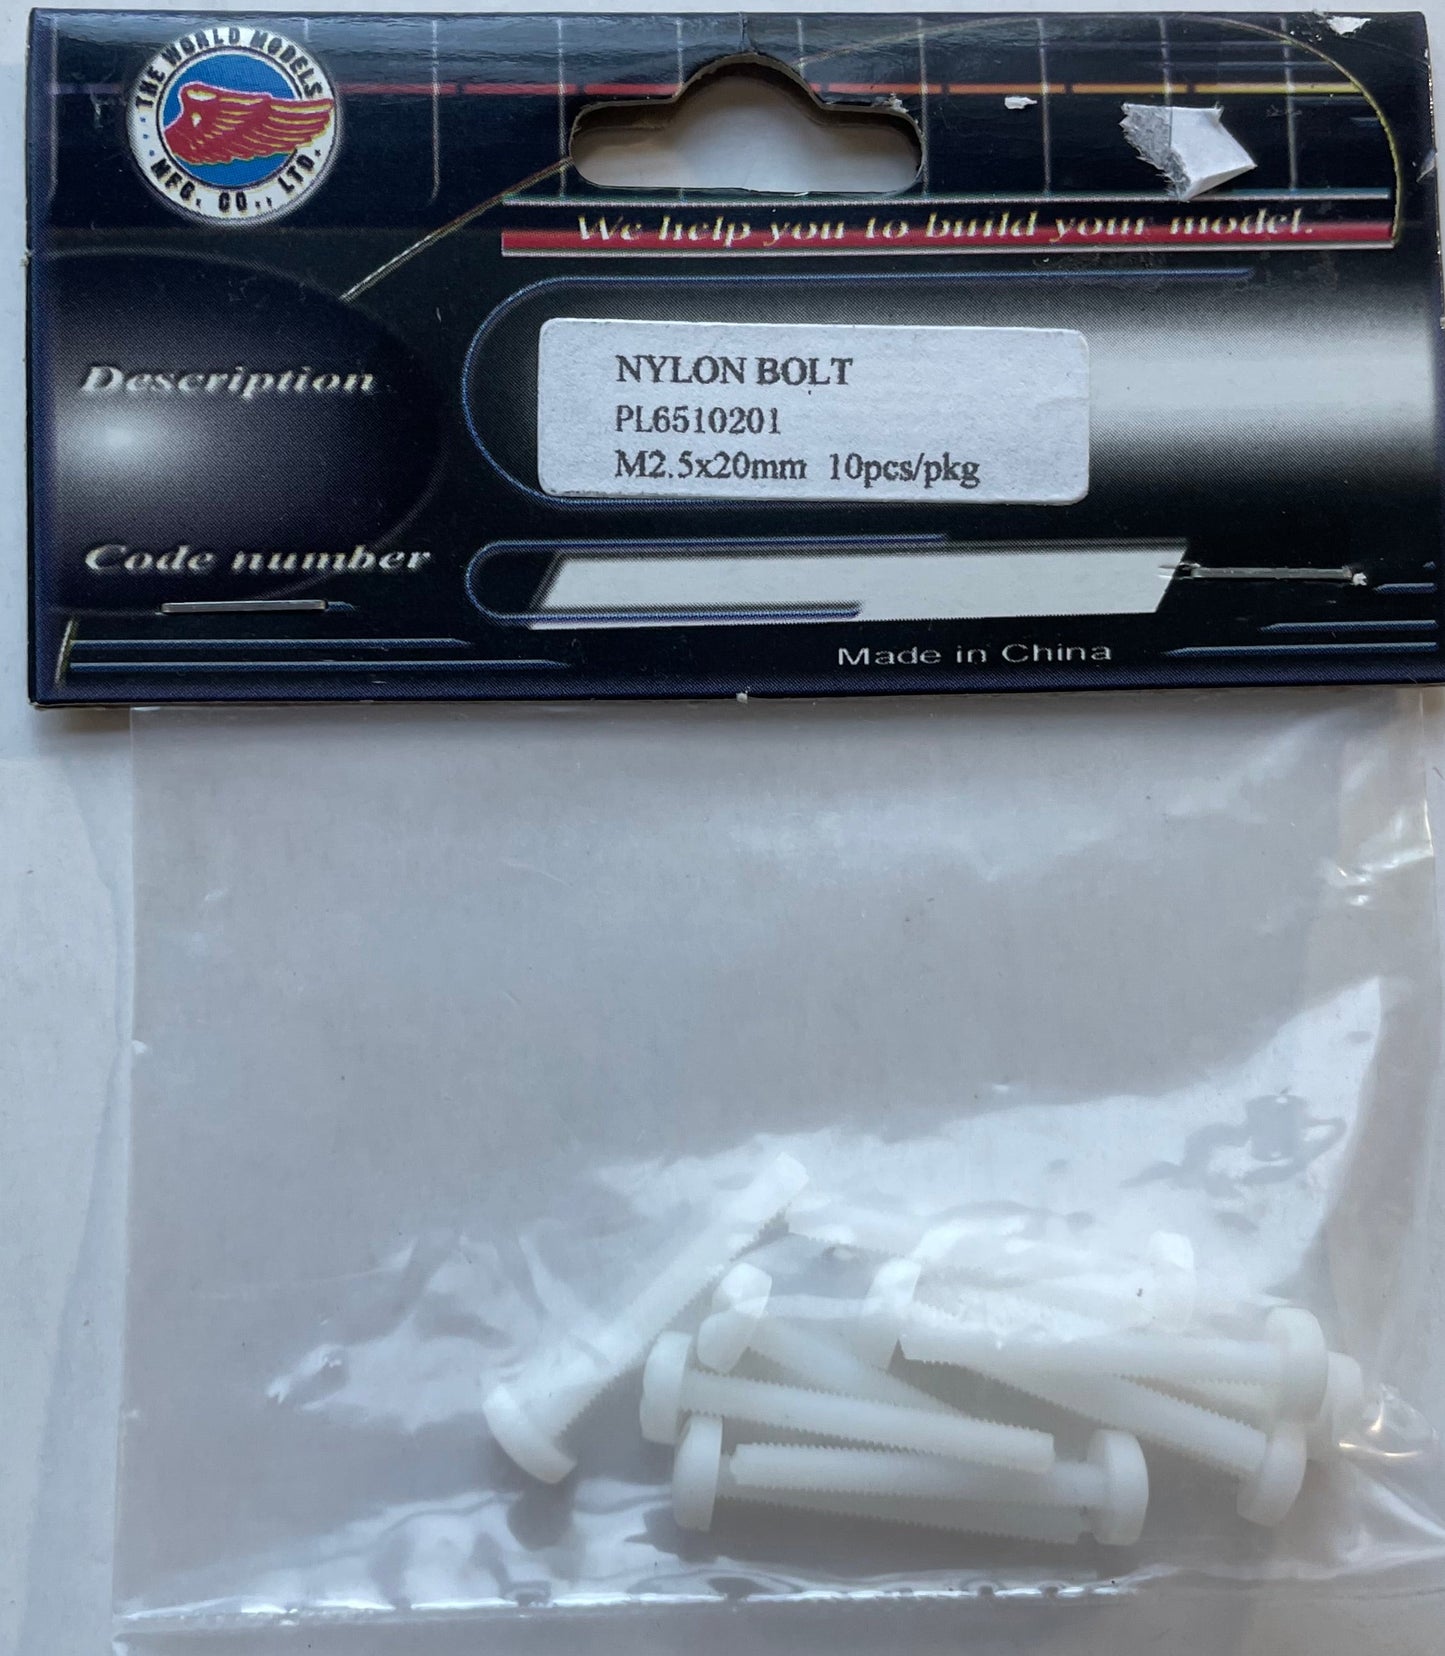 THE WORLD MODELS
MFG. CO., LTD.
We help you to build your model.
Description
NYLON BOLT
PL6510201
M2.5x20mm 10pcs/pkg
Code number
Made in China